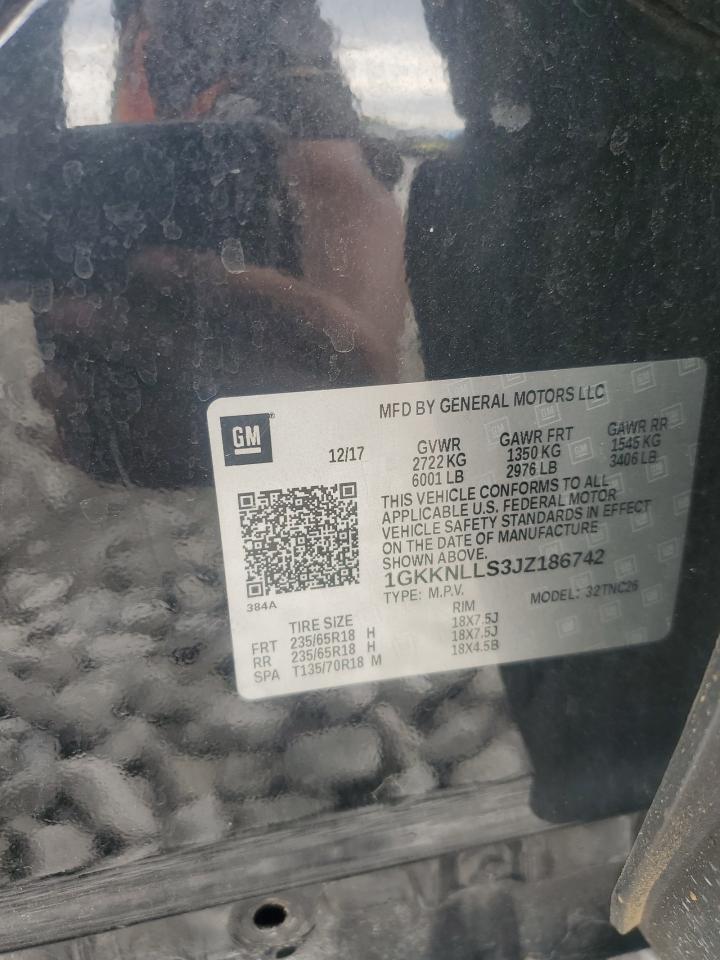 MFD BY GENERAL MOTORS LLC
GM
12/17
GVWR
2722 KG
6001 LB
GAWR FRT
1350 KG
2976 LB
GAWR RR
1545 KG
3406 LB
THIS VEHICLE CONFORMS TO ALL
APPLICABLE U.S. FEDERAL MOTOR
VEHICLE SAFETY STANDARDS IN EFFECT
ON THE DATE OF MANUFACTURE
SHOWN ABOVE.
1GKKNLLS3JZ186742
TYPE: M.P.V. MODEL: 32TNC26
384A
TIRE SIZE RIM
FRT 235/65R18 H 18X7.5J
RR 235/65R18 H 18X7.5J
SPA T135/70R18 M 18X4.5B